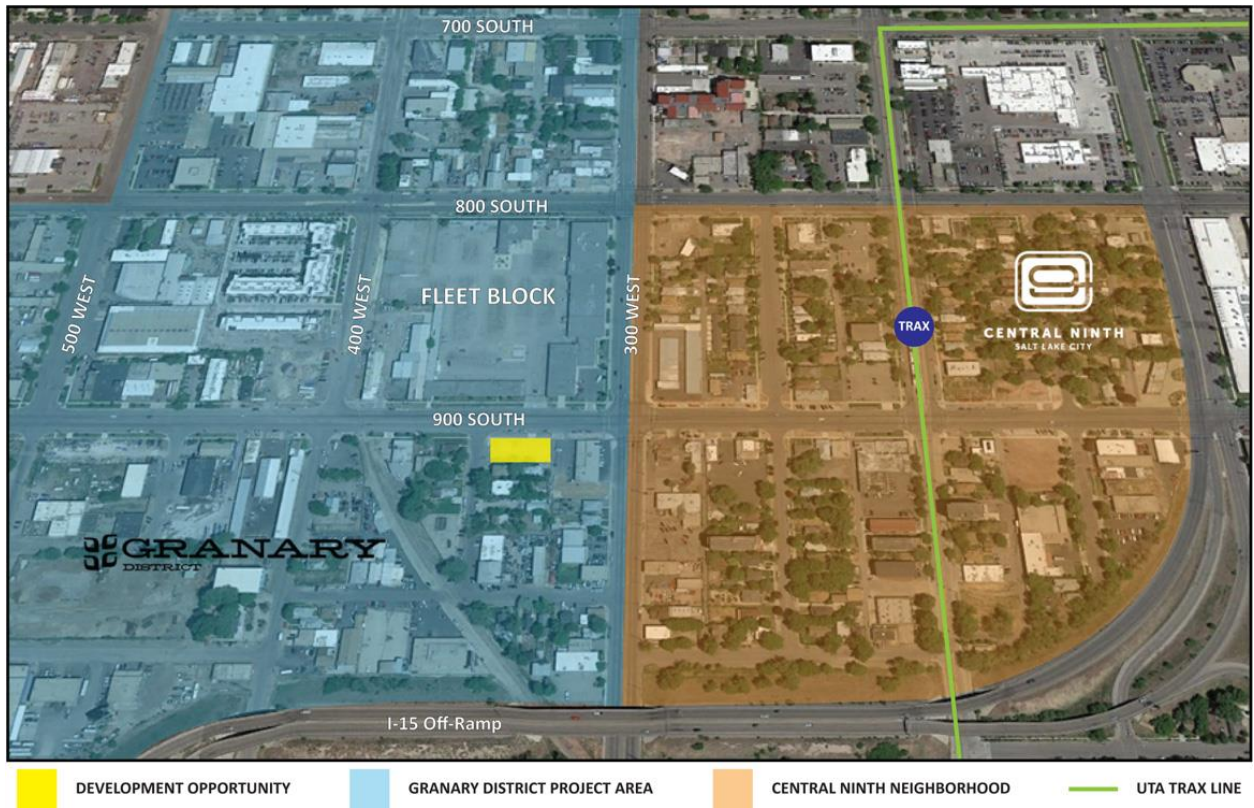 700 SOUTH
800 SOUTH
500 WEST
400 WEST
FLEET BLOCK
300 WEST
TRAX
9
CENTRAL NINTH
SALT LAKE CITY
900 SOUTH
GRANARY
DISTRICT
I-15 Off-Ramp
DEVELOPMENT OPPORTUNITY
GRANARY DISTRICT PROJECT AREA
CENTRAL NINTH NEIGHBORHOOD
UTA TRAX LINE